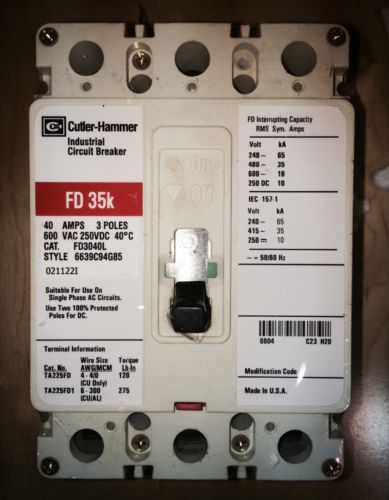 CH Cutler-Hammer
Industrial
Circuit Breaker
FD 35k
40 AMPS 3 POLES
600 VAC 250VDC 40°C
CAT. FD3040L
STYLE 6639C94G85
021122I
Suitable For Use On
Single Phase AC Circuits.
Use Two 100% Protected
Poles For DC.
Terminal Information
Wire Size Torque
Cat. No. AWG/MCM Lb-In
TA225FD 4 - 4/0 120
(CU Only)
TA225FD1 6 - 300 275
(CU/AL)
On
Off
FD Interrupting Capacity
RMS Sym. Amps
Volt kA
240~ 65
480~ 35
600~ 18
250 DC 10
IEC 157-1
Volt kA
240~ 65
415~ 35
250⎓ 10
~ = 50/60 Hz
6604 C23 H20
Modification Code
Made In U.S.A.